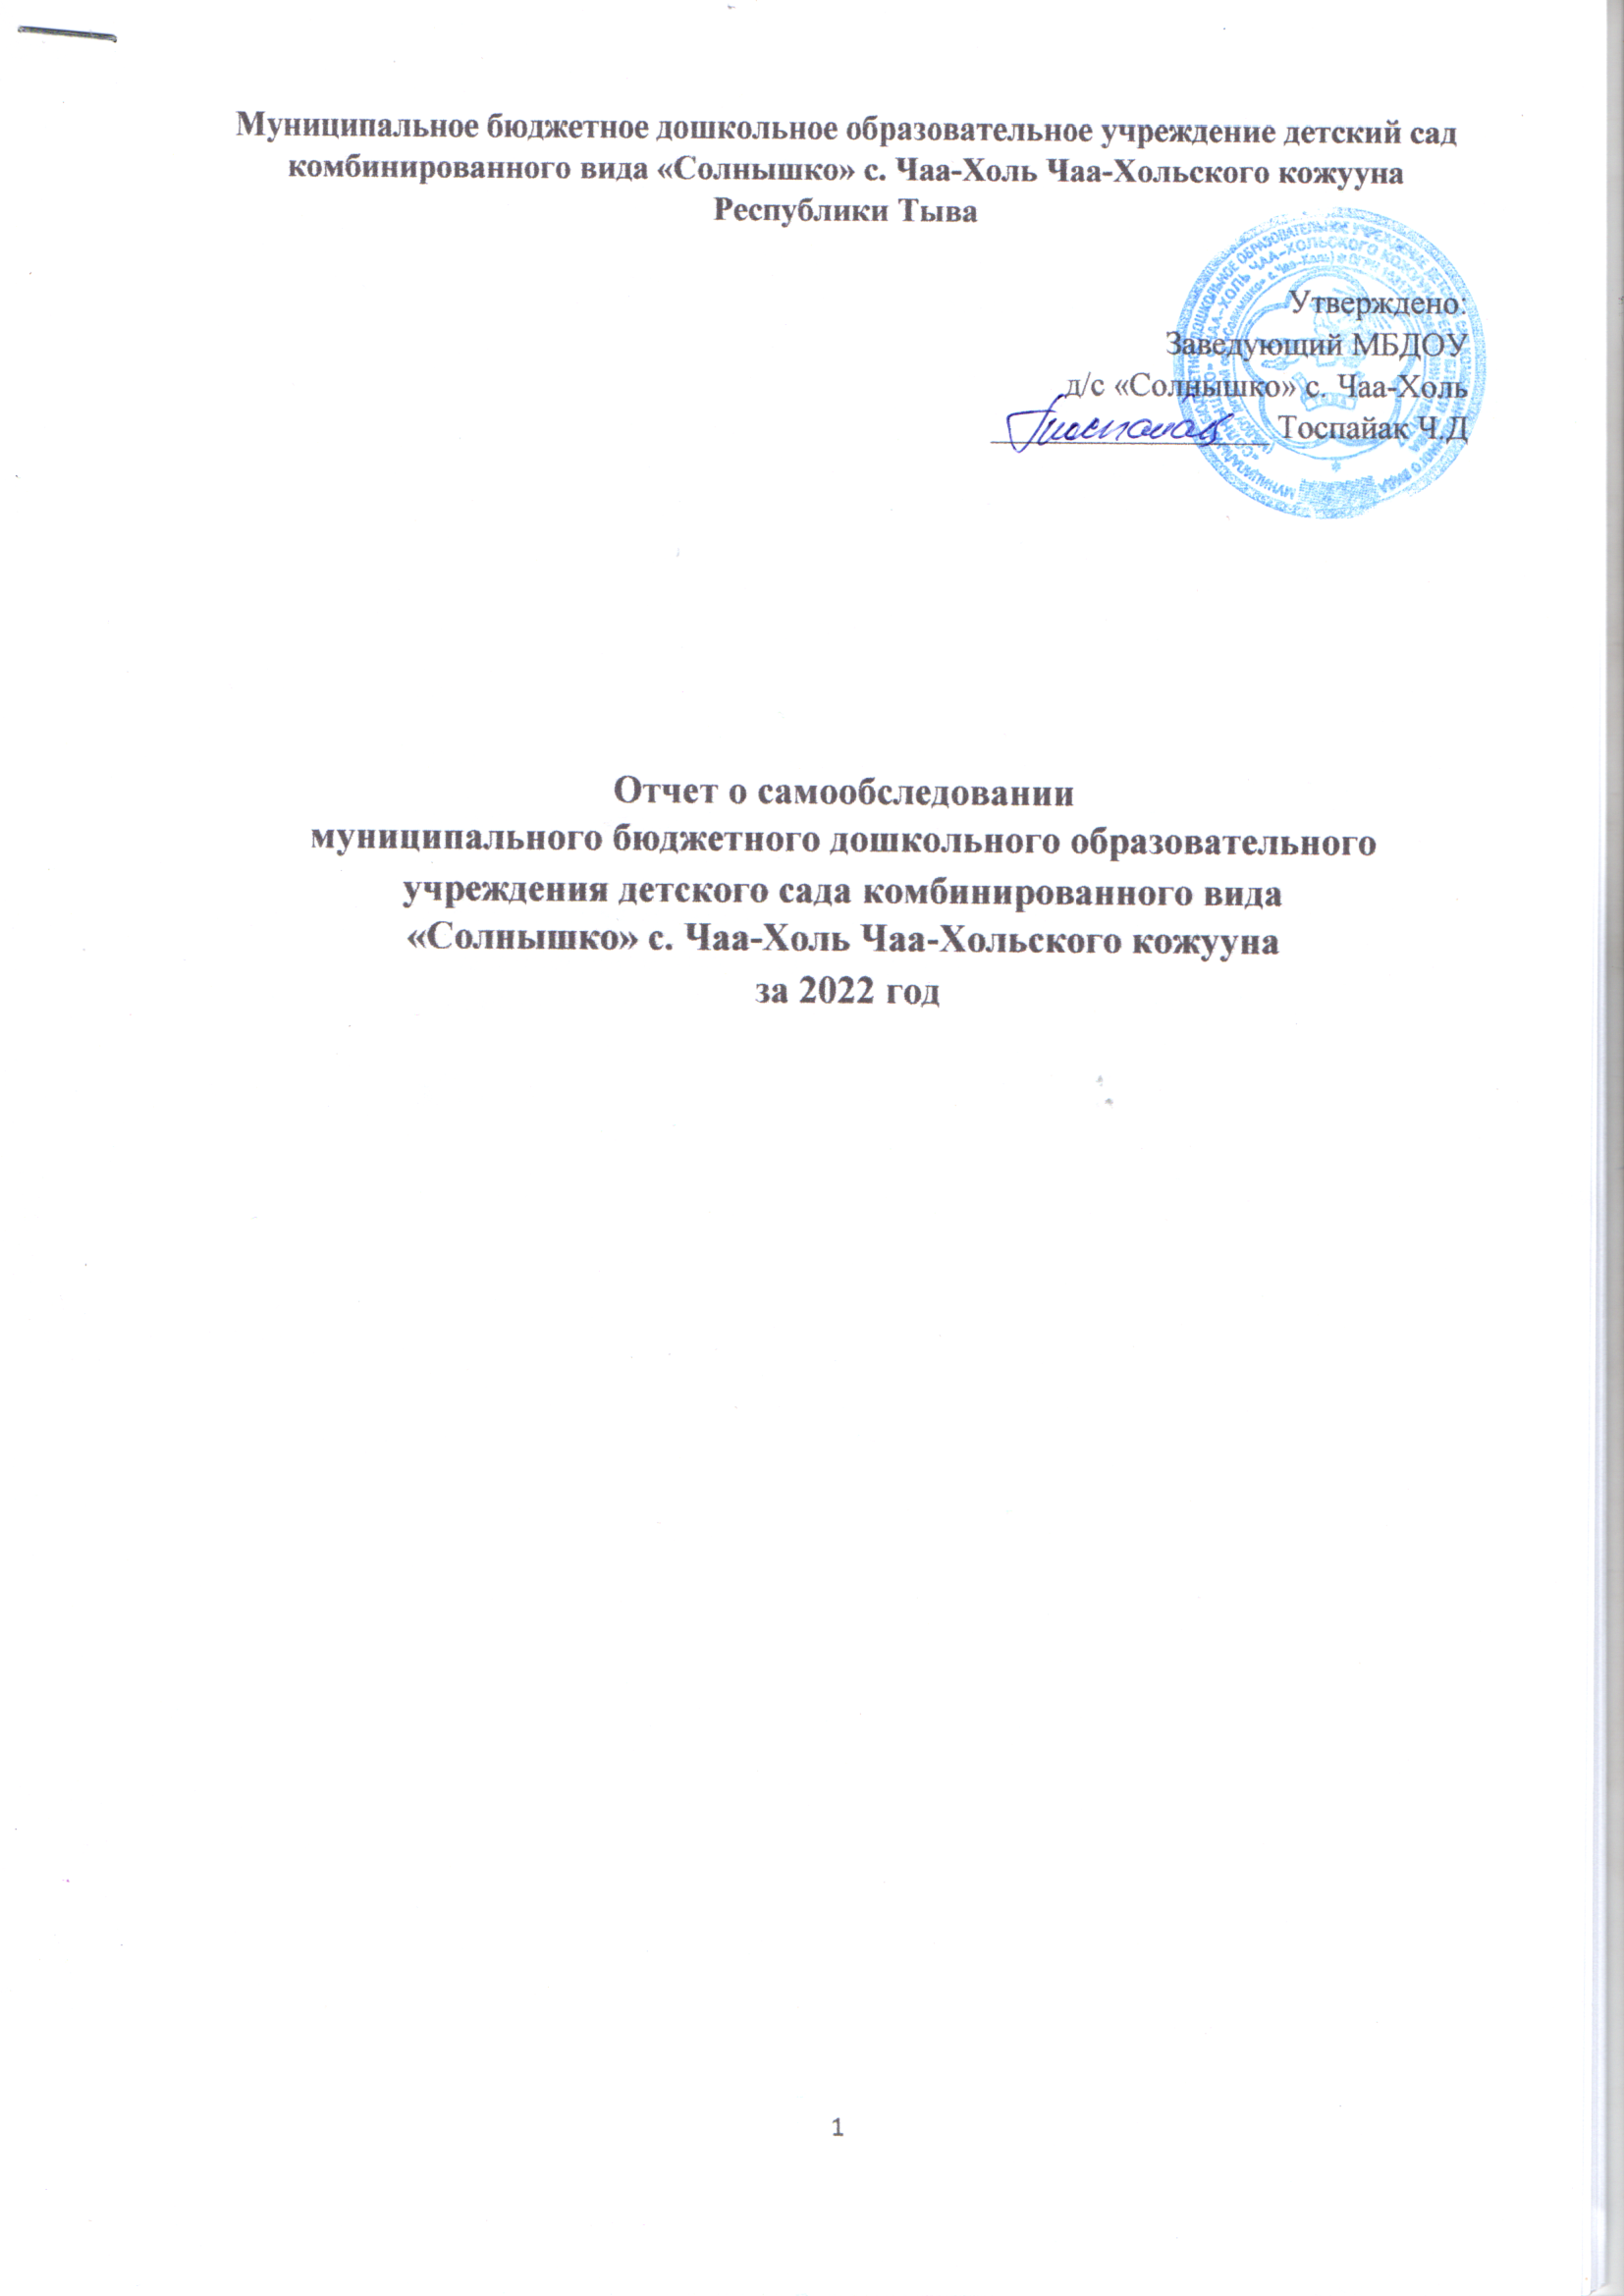 Муниципальное бюджетное дошкольное образовательное учреждение детский сад
комбинированного вида «Солнышко» с. Чаа-Холь Чаа-Хольского кожууна
Республики Тыва
Утверждено:
Заведующий МБДОУ
д/с «Солнышко» с. Чаа-Холь
Тоспайак Ч.Д
Отчет о самообследовании
муниципального бюджетного дошкольного образовательного
учреждения детского сада комбинированного вида
«Солнышко» с. Чаа-Холь Чаа-Хольского кожууна
за 2022 год
1